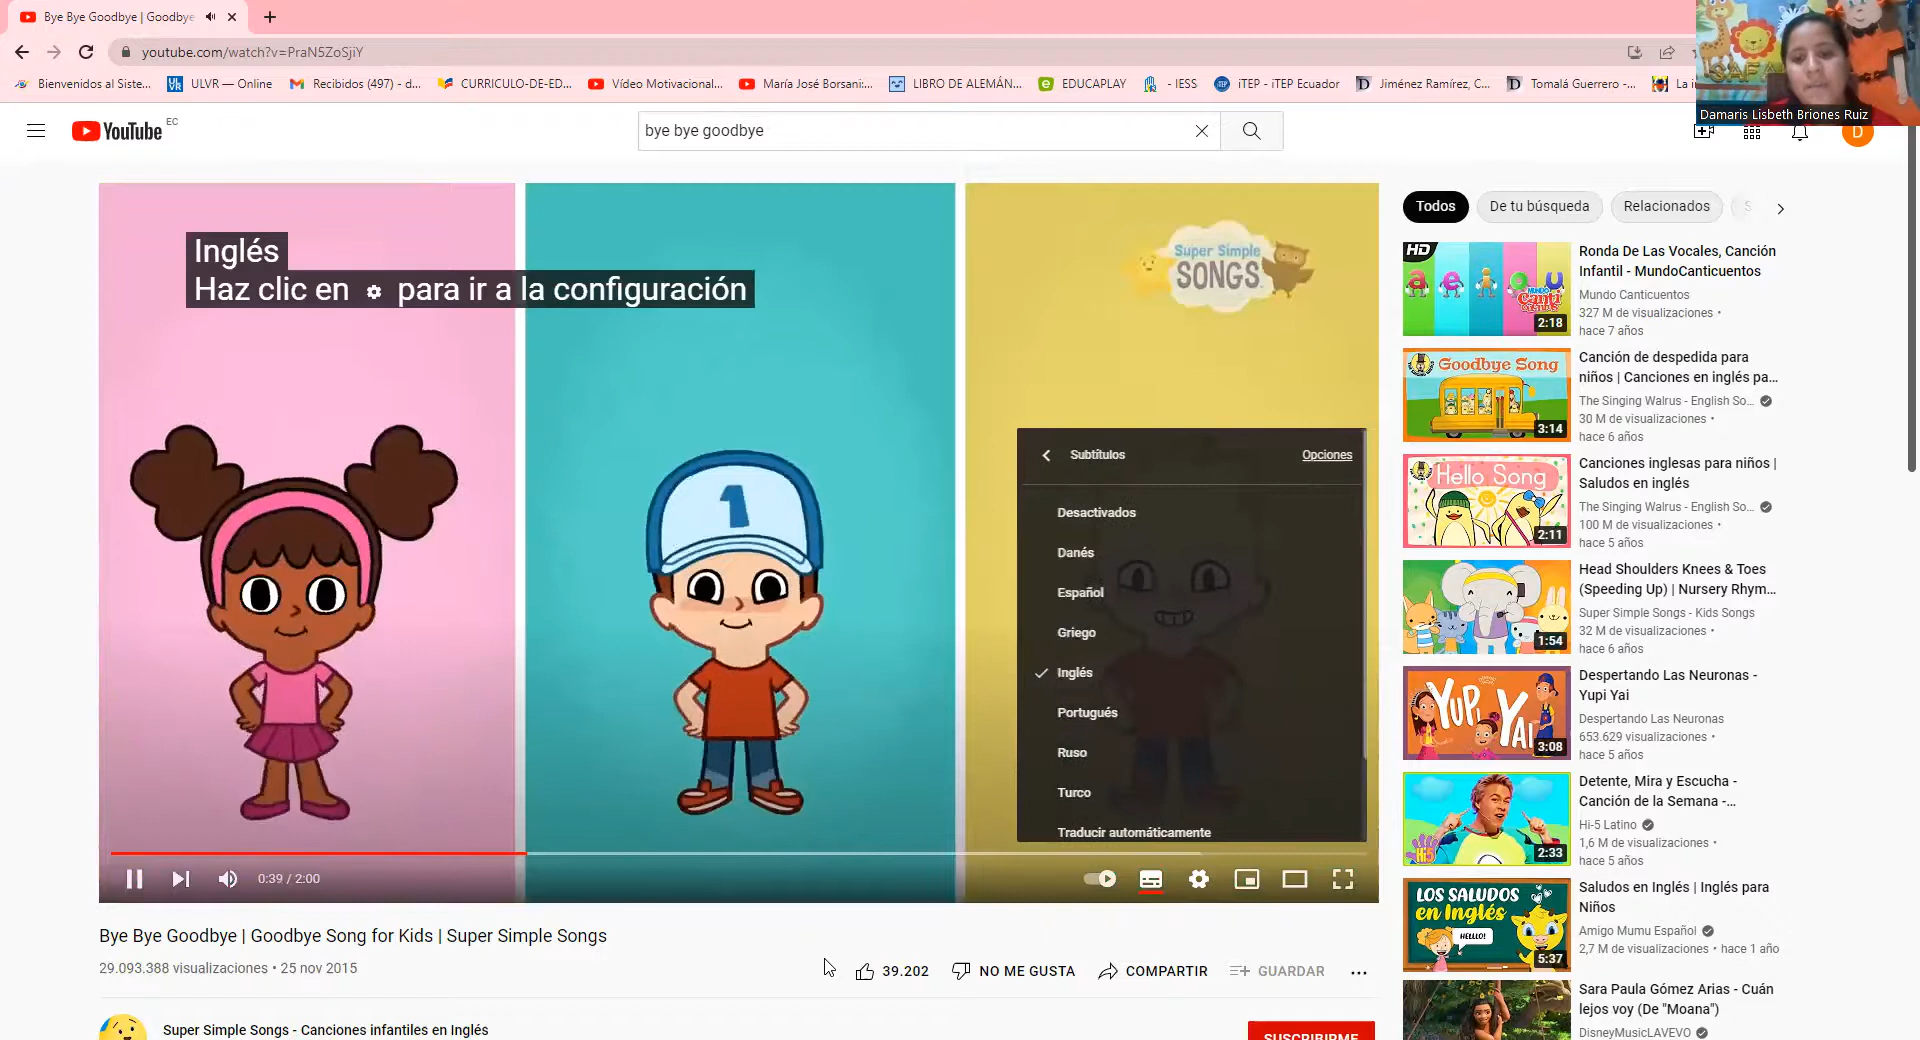 Bye Bye Goodbye | Goodbye
youtube.com/watch?v=PraN5ZoSjiY
Bienvenidos al Siste...
ULVR — Online
Recibidos (497) - d...
CURRICULO-DE-ED...
Vídeo Motivacional...
María José Borsani:...
LIBRO DE ALEMÁN...
EDUCAPLAY
- IESS
iTEP - iTEP Ecuador
Jiménez Ramírez, C...
Tomalá Guerrero -...
La i
Damaris Lisbeth Briones Ruiz
YouTube EC
bye bye goodbye
D
Inglés
Haz clic en para ir a la configuración
Super Simple
SONGS
1
Subtítulos
Opciones
Desactivados
Danés
Español
Griego
Inglés
Portugués
Ruso
Turco
Traducir automáticamente
0:39 / 2:00
Bye Bye Goodbye | Goodbye Song for Kids | Super Simple Songs
29.093.388 visualizaciones • 25 nov 2015
39.202
NO ME GUSTA
COMPARTIR
GUARDAR
Super Simple Songs - Canciones infantiles en Inglés
SUSCRIBIRME
Todos
De tu búsqueda
Relacionados
S
HD
a e i o u
MUNDO
Canti
2:18
Ronda De Las Vocales, Canción
Infantil - MundoCanticuentos
Mundo Canticuentos
327 M de visualizaciones •
hace 7 años
Goodbye Song
3:14
Canción de despedida para
niños | Canciones en inglés pa...
The Singing Walrus - English So...
30 M de visualizaciones •
hace 6 años
Hello Song
2:11
Canciones inglesas para niños |
Saludos en inglés
The Singing Walrus - English So...
100 M de visualizaciones •
hace 5 años
1:54
Head Shoulders Knees & Toes
(Speeding Up) | Nursery Rhym...
Super Simple Songs - Kids Songs
32 M de visualizaciones •
hace 6 años
YUPI YAI
3:08
Despertando Las Neuronas -
Yupi Yai
Despertando Las Neuronas
653.629 visualizaciones •
hace 5 años
Hi-5
2:33
Detente, Mira y Escucha -
Canción de la Semana -...
Hi-5 Latino
1,6 M de visualizaciones •
hace 5 años
LOS SALUDOS
en inglés
HELLLO!
5:37
Saludos en Inglés | Inglés para
Niños
Amigo Mumu Español
2,7 M de visualizaciones • hace 1 año
Sara Paula Gómez Arias - Cuán
lejos voy (De "Moana")
DisneyMusicLAVEVO